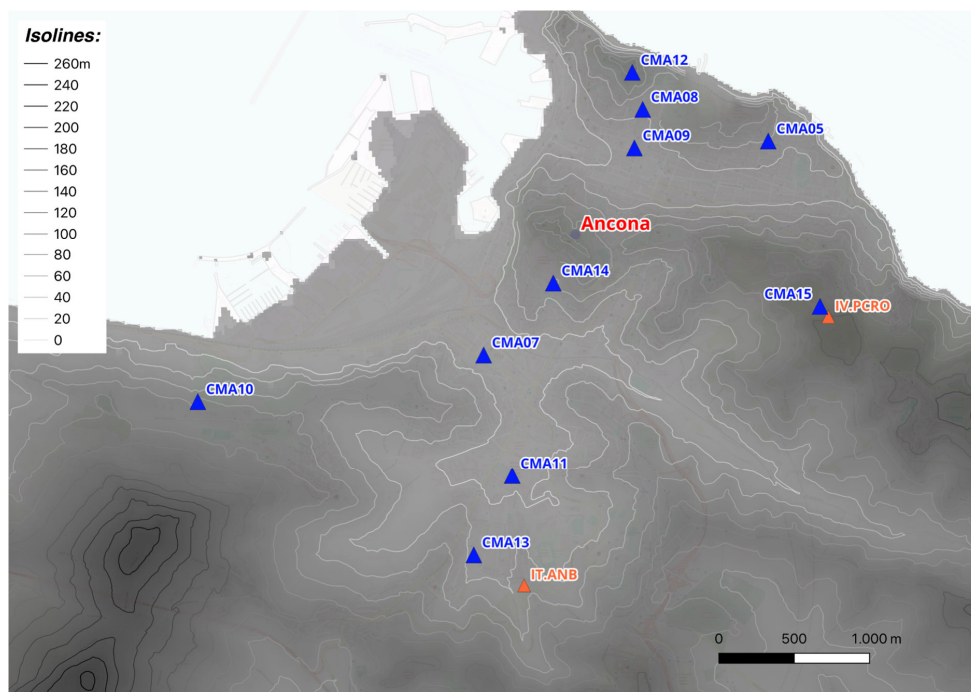 Isolines:
260m
240
220
200
180
160
140
120
100
80
60
40
20
0
CMA12
CMA08
CMA09
CMA05
Ancona
CMA14
CMA15
IV.PCRO
CMA07
CMA10
CMA11
CMA13
IT.ANB
0 500 1.000 m